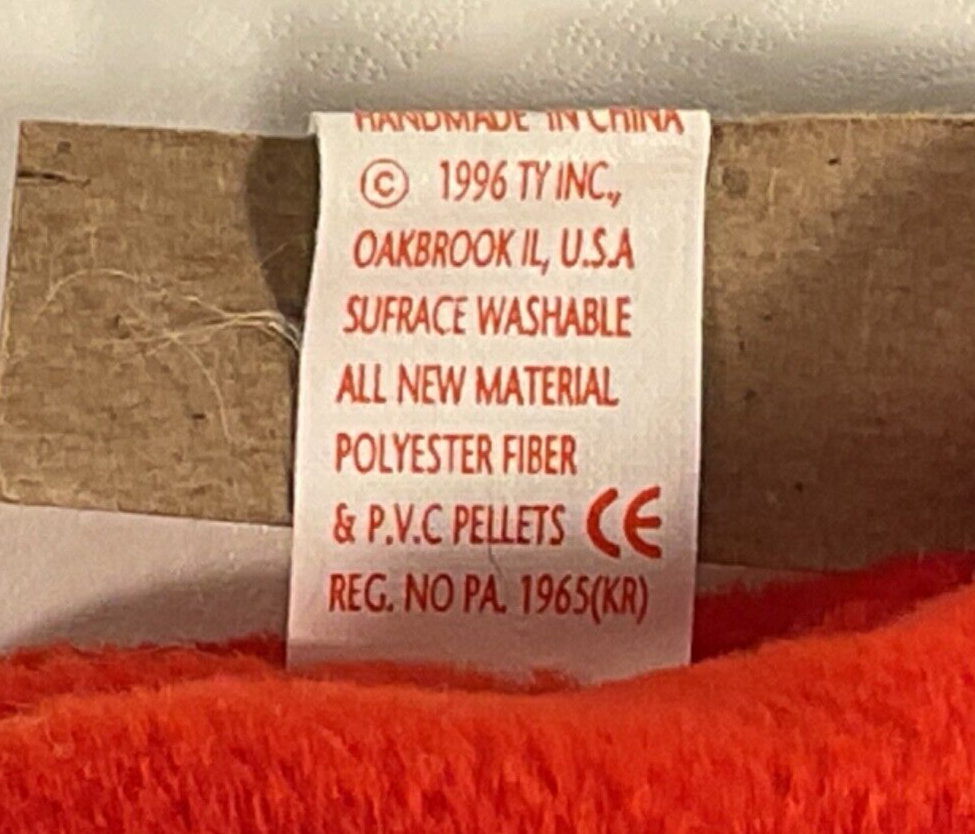 HANDMADE IN CHINA
© 1996 TY INC.,
OAKBROOK IL, U.S.A
SUFRACE WASHABLE
ALL NEW MATERIAL
POLYESTER FIBER
& P.V.C PELLETS CE
REG. NO PA. 1965(KR)